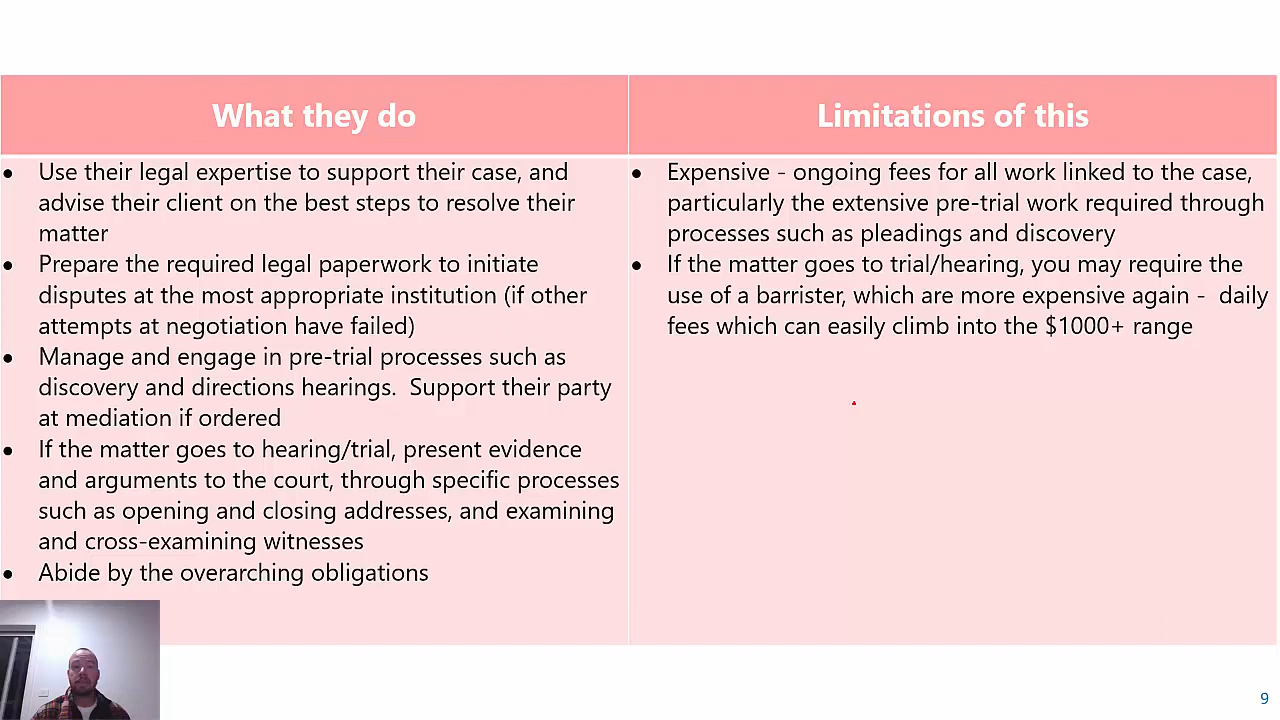 What they do
Limitations of this
• Use their legal expertise to support their case, and
advise their client on the best steps to resolve their
matter
• Prepare the required legal paperwork to initiate
disputes at the most appropriate institution (if other
attempts at negotiation have failed)
• Manage and engage in pre-trial processes such as
discovery and directions hearings.  Support their party
at mediation if ordered
• If the matter goes to hearing/trial, present evidence
and arguments to the court, through specific processes
such as opening and closing addresses, and examining
and cross-examining witnesses
• Abide by the overarching obligations
• Expensive - ongoing fees for all work linked to the case,
particularly the extensive pre-trial work required through
processes such as pleadings and discovery
• If the matter goes to trial/hearing, you may require the
use of a barrister, which are more expensive again -  daily
fees which can easily climb into the $1000+ range
9